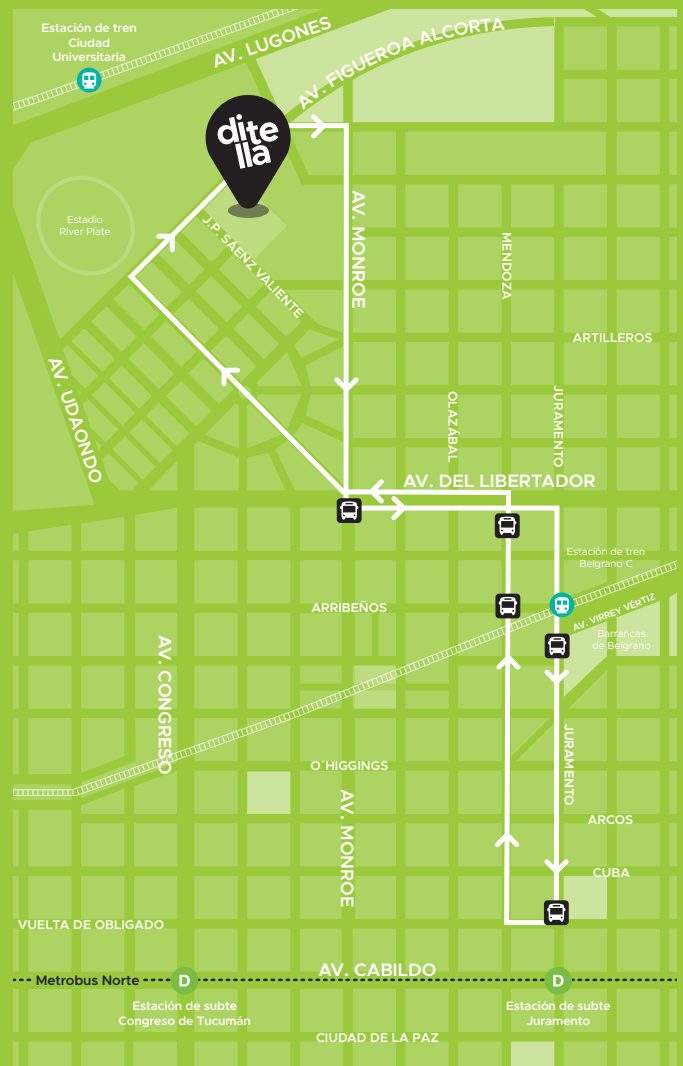 Estación de tren
Ciudad
Universitaria
AV. LUGONES
AV. FIGUEROA ALCORTA
dite
lla
Estadio
River Plate
J.P. SÁENZ VALIENTE
AV. MONROE
MENDOZA
ARTILLEROS
AV. UDAONDO
OLAZÁBAL
JURAMENTO
AV. DEL LIBERTADOR
Estación de tren
Belgrano C
ARRIBEÑOS
AV. VIRREY VÉRTIZ
Barrancas
de Belgrano
AV. CONGRESO
JURAMENTO
O´HIGGINGS
AV. MONROE
ARCOS
CUBA
VUELTA DE OBLIGADO
AV. CABILDO
Metrobus Norte
D
D
Estación de subte
Congreso de Tucumán
Estación de subte
Juramento
CIUDAD DE LA PAZ